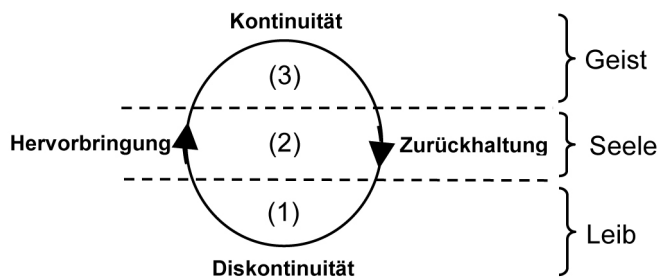 Kontinuität
(3)
Geist
Hervorbringung
(2)
Zurückhaltung
Seele
(1)
Leib
Diskontinuität